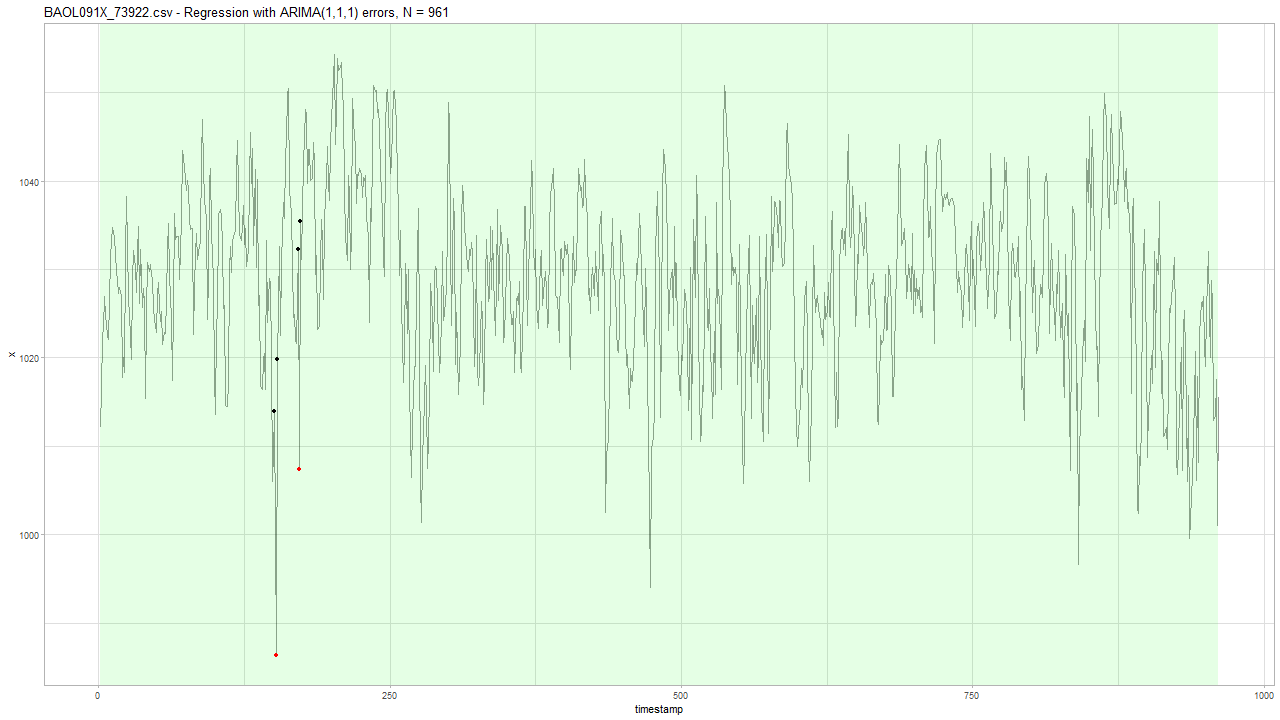 BAOL091X_73922.csv - Regression with ARIMA(1,1,1) errors, N = 961
1040
1020
1000
x
0
250
500
750
1000
timestamp